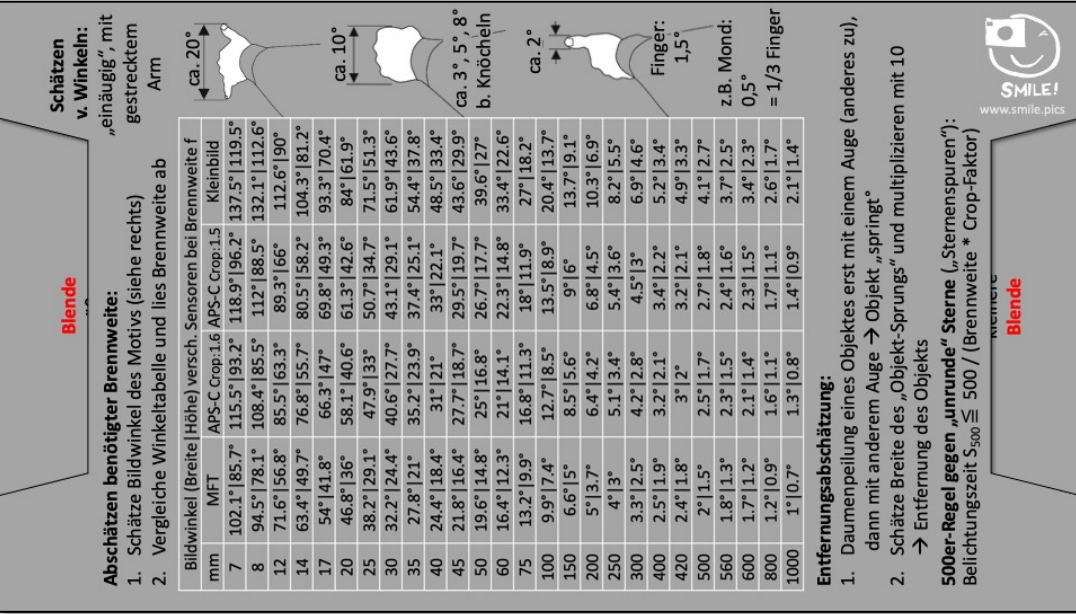 Blende
Abschätzen benötigter Brennweite:
1. Schätze Bildwinkel des Motivs (siehe rechts)
2. Vergleiche Winkeltabelle und lies Brennweite ab
Schätzen
v. Winkeln:
„einäugig“, mit
gestrecktem
Arm
Bildwinkel (Breite|Höhe) versch. Sensoren bei Brennweite f
mm MFT APS-C Crop:1.6 APS-C Crop:1.5 Kleinbild
7 102.1°|85.7° 115.5°|93.2° 118.9°|96.2° 137.5°|119.5°
8 94.5°|78.1° 108.4°|85.5° 112°|88.5° 132.1°|112.6°
12 71.6°|56.8° 85.5°|63.3° 89.3°|66° 112.6°|90°
14 63.4°|49.7° 76.8°|55.7° 80.5°|58.2° 104.3°|81.2°
17 54°|41.8° 66.3°|47° 69.8°|49.3° 93.3°|70.4°
20 46.8°|36° 58.1°|40.6° 61.3°|42.6° 84°|61.9°
25 38.2°|29.1° 47.9°|33° 50.7°|34.7° 71.5°|51.3°
30 32.2°|24.4° 40.6°|27.7° 43.1°|29.1° 61.9°|43.6°
35 27.8°|21° 35.2°|23.9° 37.4°|25.1° 54.4°|37.8°
40 24.4°|18.4° 31°|21° 33°|22.1° 48.5°|33.4°
45 21.8°|16.4° 27.7°|18.7° 29.5°|19.7° 43.6°|29.9°
50 19.6°|14.8° 25°|16.8° 26.7°|17.7° 39.6°|27°
60 16.4°|12.3° 21°|14.1° 22.3°|14.8° 33.4°|22.6°
75 13.2°|9.9° 16.8°|11.3° 18°|11.9° 27°|18.2°
100 9.9°|7.4° 12.7°|8.5° 13.5°|8.9° 20.4°|13.7°
150 6.6°|5° 8.5°|5.6° 9°|6° 13.7°|9.1°
200 5°|3.7° 6.4°|4.2° 6.8°|4.5° 10.3°|6.9°
250 4°|3° 5.1°|3.4° 5.4°|3.6° 8.2°|5.5°
300 3.3°|2.5° 4.2°|2.8° 4.5°|3° 6.9°|4.6°
400 2.5°|1.9° 3.2°|2.1° 3.4°|2.2° 5.2°|3.4°
420 2.4°|1.8° 3°|2° 3.2°|2.1° 4.9°|3.3°
500 2°|1.5° 2.5°|1.7° 2.7°|1.8° 4.1°|2.7°
560 1.8°|1.3° 2.3°|1.5° 2.4°|1.6° 3.7°|2.5°
600 1.7°|1.2° 2.1°|1.4° 2.3°|1.5° 3.4°|2.3°
800 1.2°|0.9° 1.6°|1.1° 1.7°|1.1° 2.6°|1.7°
1000 1°|0.7° 1.3°|0.8° 1.4°|0.9° 2.1°|1.4°
ca. 20°
ca. 10°
ca. 3°, 5°, 8°
b. Knöcheln
ca. 2°
Finger:
1,5°
z.B. Mond:
0,5°
= 1/3 Finger
Entfernungsabschätzung:
1. Daumenpeilung eines Objektes erst mit einem Auge (anderes zu),
dann mit anderem Auge → Objekt „springt“
2. Schätze Breite des „Objekt-Sprungs“ und multiplizieren mit 10
→ Entfernung des Objekts
500er-Regel gegen „unrunde“ Sterne („Sternenspuren“):
Belichtungszeit S500 ≦ 500 / (Brennweite * Crop-Faktor)
SMILE!
www.smile.pics
Blende